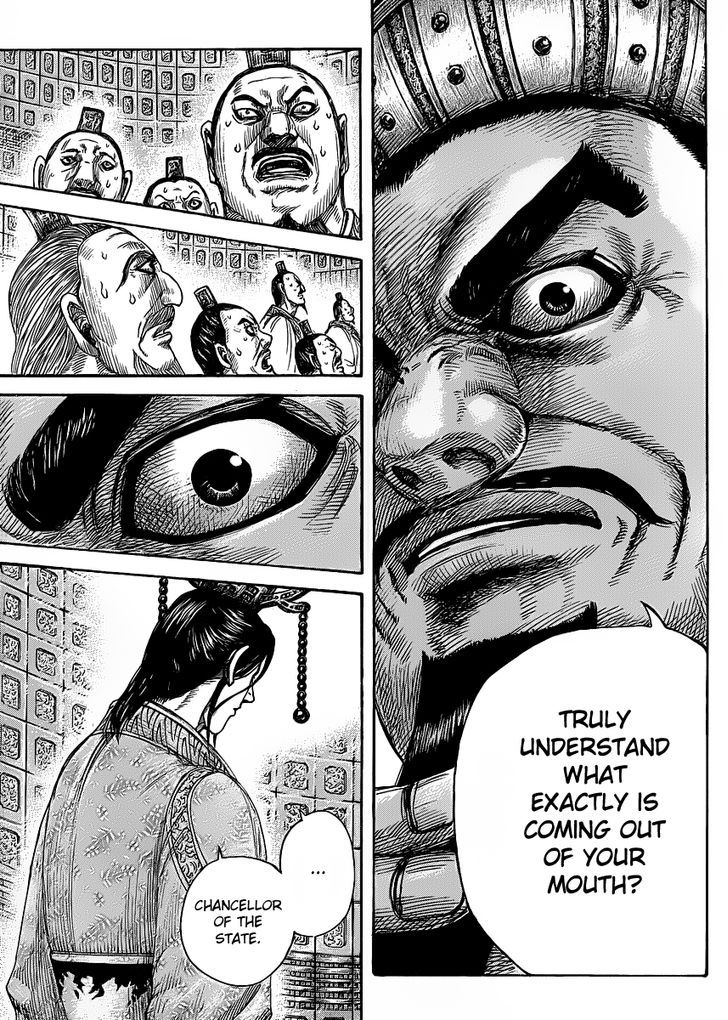 TRULY
UNDERSTAND
WHAT
EXACTLY IS
COMING OUT
OF YOUR
MOUTH?
...
CHANCELLOR
OF THE
STATE.